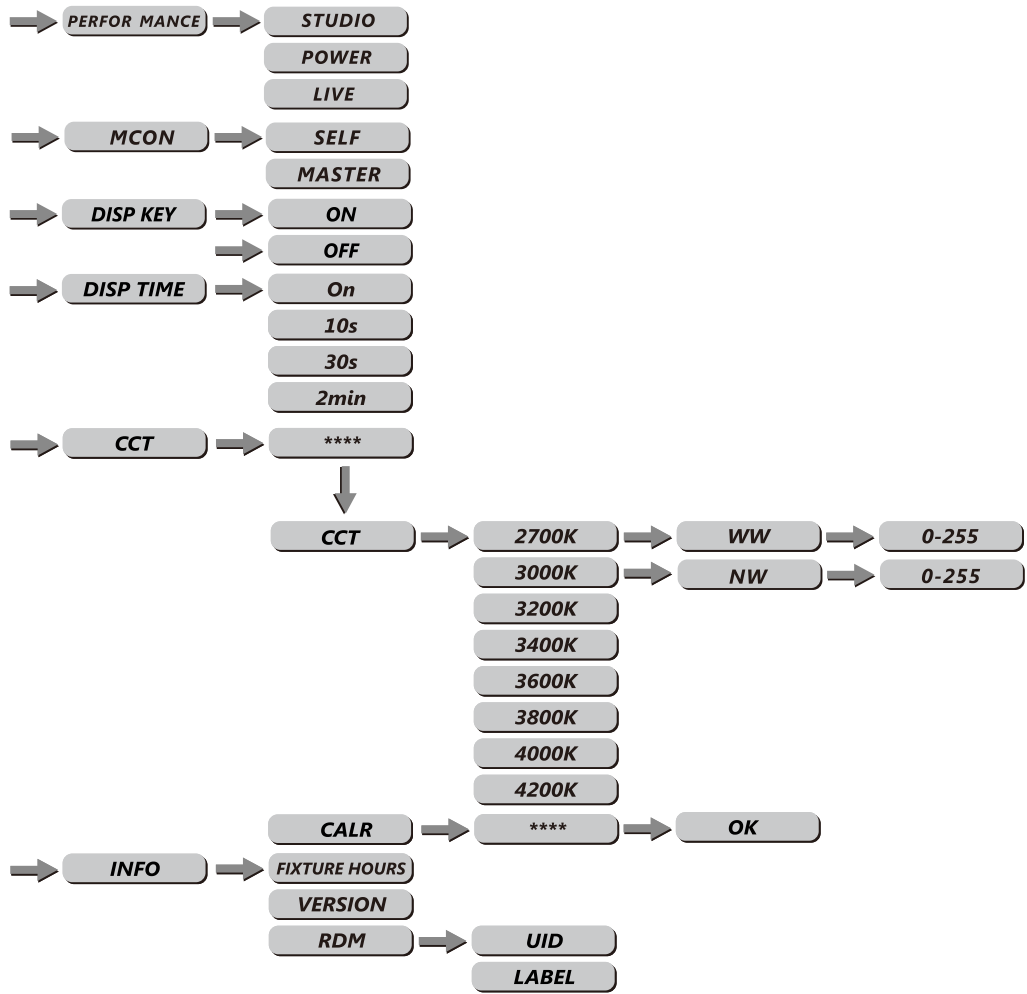 PERFOR MANCE STUDIO
POWER
LIVE
MCON SELF
MASTER
DISP KEY ON
OFF
DISP TIME On
10s
30s
2min
CCT ****
CCT 2700K WW 0-255
3000K NW 0-255
3200K
3400K
3600K
3800K
4000K
4200K
CALR **** OK
INFO FIXTURE HOURS
VERSION
RDM UID
LABEL